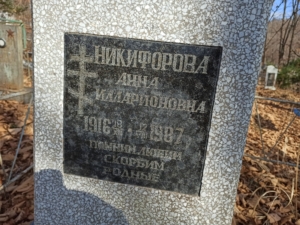 НИКИФОРОВА
АННА
ИЛЛАРИОНОВНА
1916 1987
ПОМНИМ, ЛЮБИМ
СКОРБИМ
РОДНЫЕ